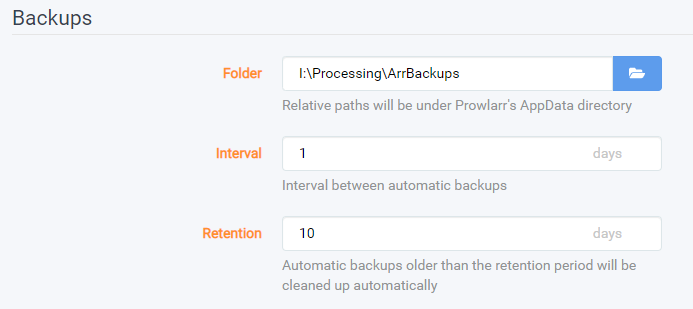 Backups
Folder
I:\Processing\ArrBackups
Relative paths will be under Prowlarr's AppData directory
Interval
1 days
Interval between automatic backups
Retention
10 days
Automatic backups older than the retention period will be
cleaned up automatically